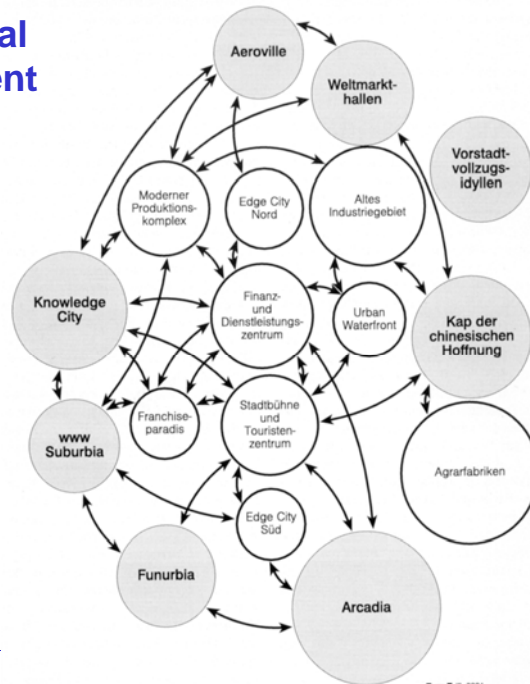 al
ent
Aeroville
Weltmarkt-
hallen
Vorstadt-
vollzugs-
idyllen
Moderner
Produktions-
komplex
Edge City
Nord
Altes
Industriegebiet
Knowledge
City
Finanz-
und
Dienstleistungs-
zentrum
Urban
Waterfront
Kap der
chinesischen
Hoffnung
www
Suburbia
Franchise-
paradis
Stadtbühne
und
Touristen-
zentrum
Agrarfabriken
Edge City
Süd
Funurbia
Arcadia